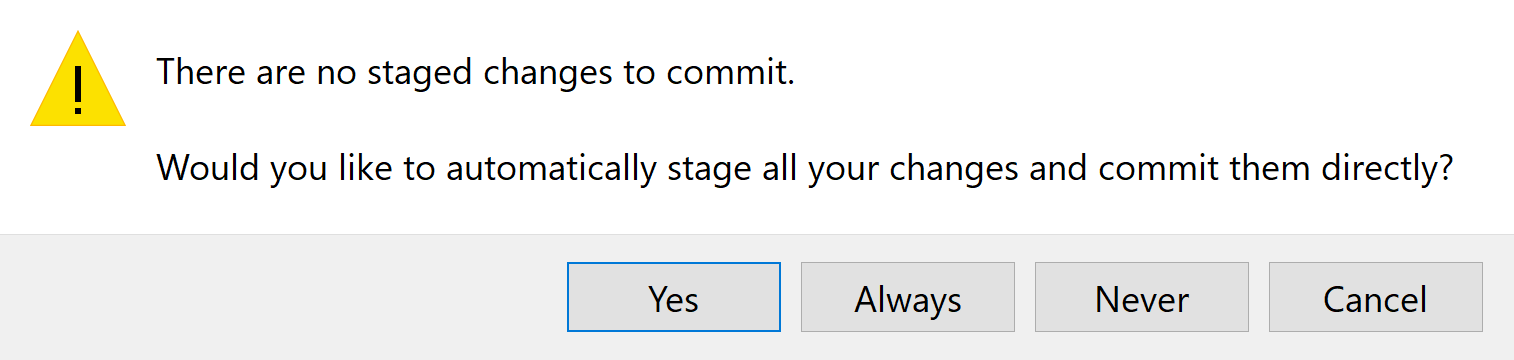 There are no staged changes to commit.
Would you like to automatically stage all your changes and commit them directly?
Yes
Always
Never
Cancel